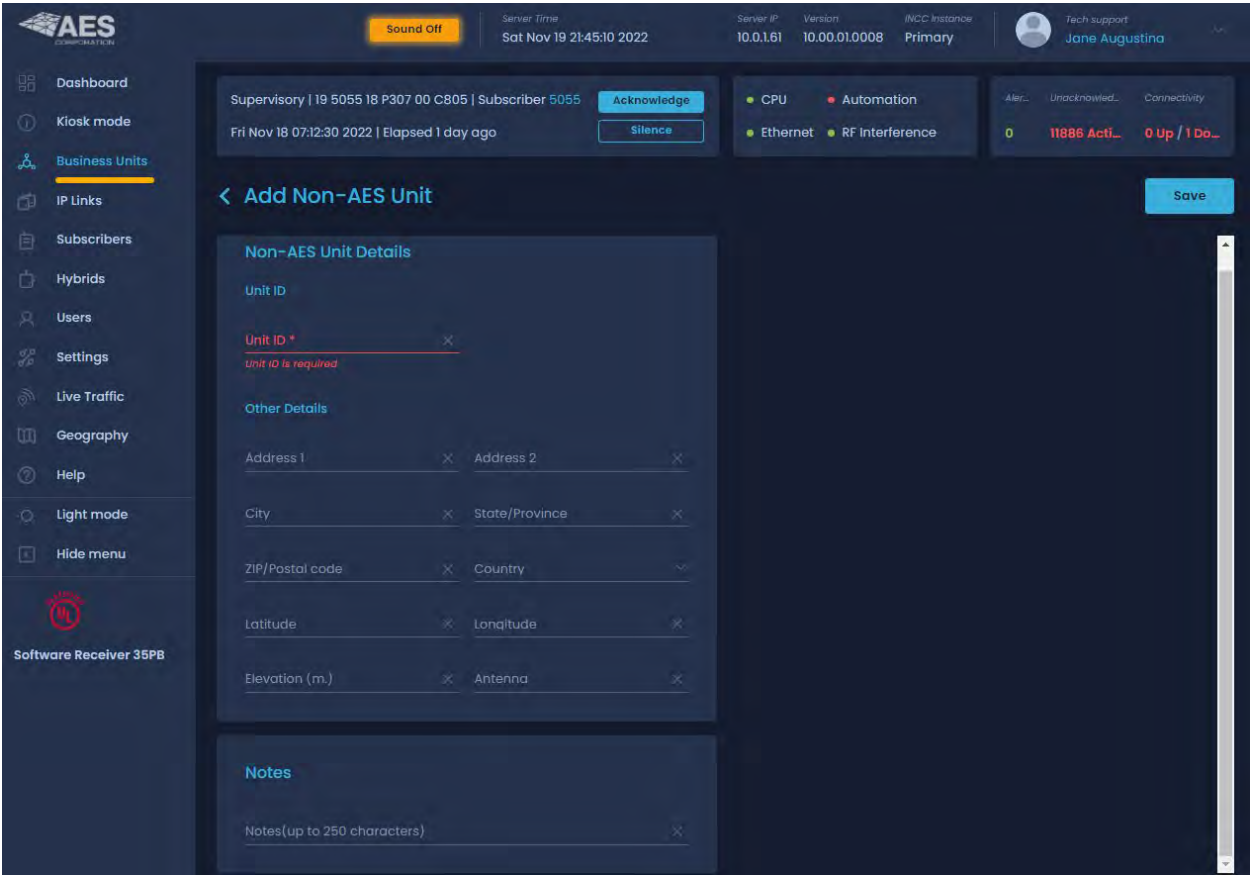 AES
CORPORATION
Sound Off
Server Time
Sat Nov 19 21:45:10 2022
Server IP Version INCC Instance
10.0.1.61 10.00.01.0008 Primary
Tech support
Jane Augustina
Dashboard
Kiosk mode
Business Units
IP Links
Subscribers
Hybrids
Users
Settings
Live Traffic
Geography
Help
Light mode
Hide menu
UL
Software Receiver 35PB
Supervisory | 19 5055 18 P307 00 C805 | Subscriber 5055
Acknowledge
Fri Nov 18 07:12:30 2022 | Elapsed 1 day ago
Silence
CPU Automation
Ethernet RF Interference
Aler... Unacknowled... Connectivity
0 11886 Acti... 0 Up / 1 Do...
< Add Non-AES Unit
Save
Non-AES Unit Details
Unit ID
Unit ID *
Unit ID is required
Other Details
Address 1 Address 2
City State/Province
ZIP/Postal code Country
Latitude Longitude
Elevation (m.) Antenna
Notes
Notes(up to 250 characters)